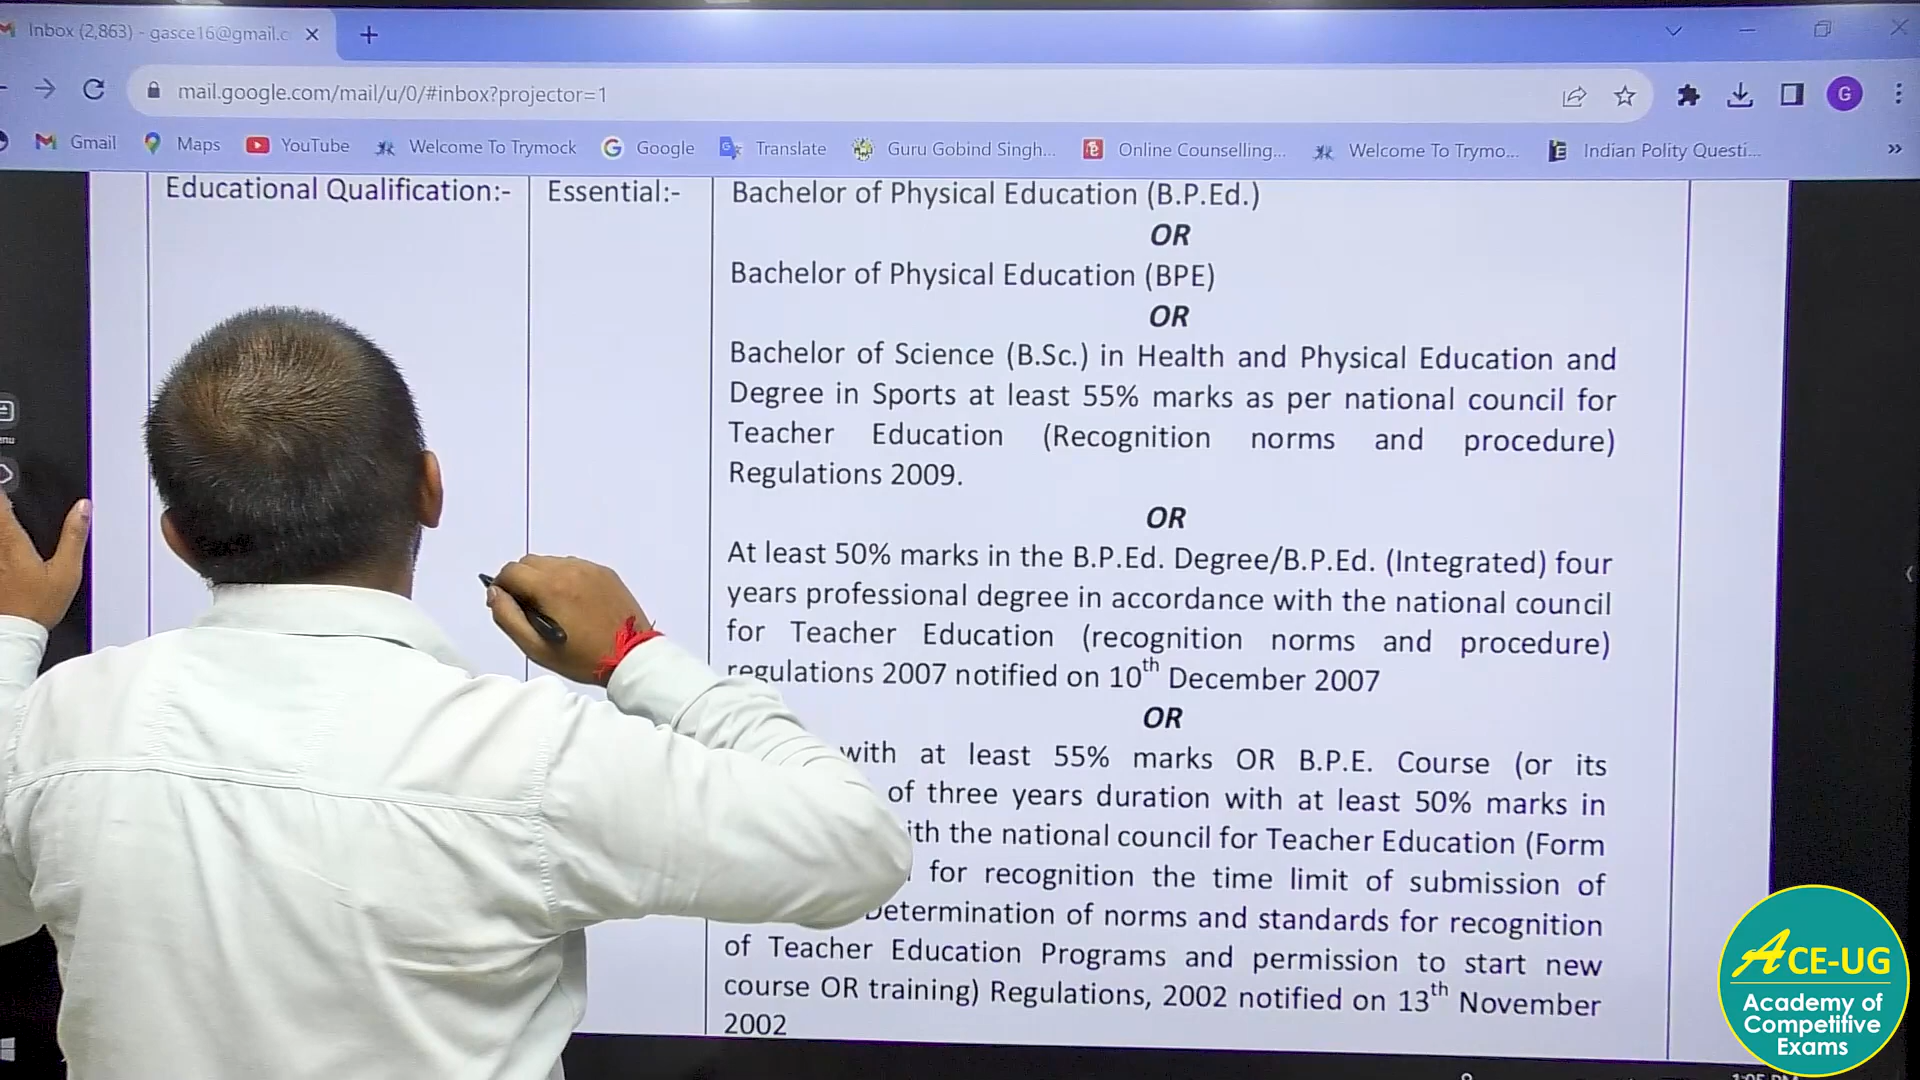 Inbox (2,863) - gasce16@gmail.c
mail.google.com/mail/u/0/#inbox?projector=1
G
Gmail
Maps
YouTube
Welcome To Trymock
Google
Translate
Guru Gobind Singh...
Online Counselling...
Welcome To Trymo...
Indian Polity Questi...
Educational Qualification:-
Essential:-
Bachelor of Physical Education (B.P.Ed.)
OR
Bachelor of Physical Education (BPE)
OR
Bachelor of Science (B.Sc.) in Health and Physical Education and
Degree in Sports at least 55% marks as per national council for
Teacher Education (Recognition norms and procedure)
Regulations 2009.
OR
At least 50% marks in the B.P.Ed. Degree/B.P.Ed. (Integrated) four
years professional degree in accordance with the national council
for Teacher Education (recognition norms and procedure)
regulations 2007 notified on 10th December 2007
OR
with at least 55% marks OR B.P.E. Course (or its
of three years duration with at least 50% marks in
the national council for Teacher Education (Form
for recognition the time limit of submission of
Determination of norms and standards for recognition
of Teacher Education Programs and permission to start new
course OR training) Regulations, 2002 notified on 13th November
2002
ACE-UG
Academy of
Competitive
Exams